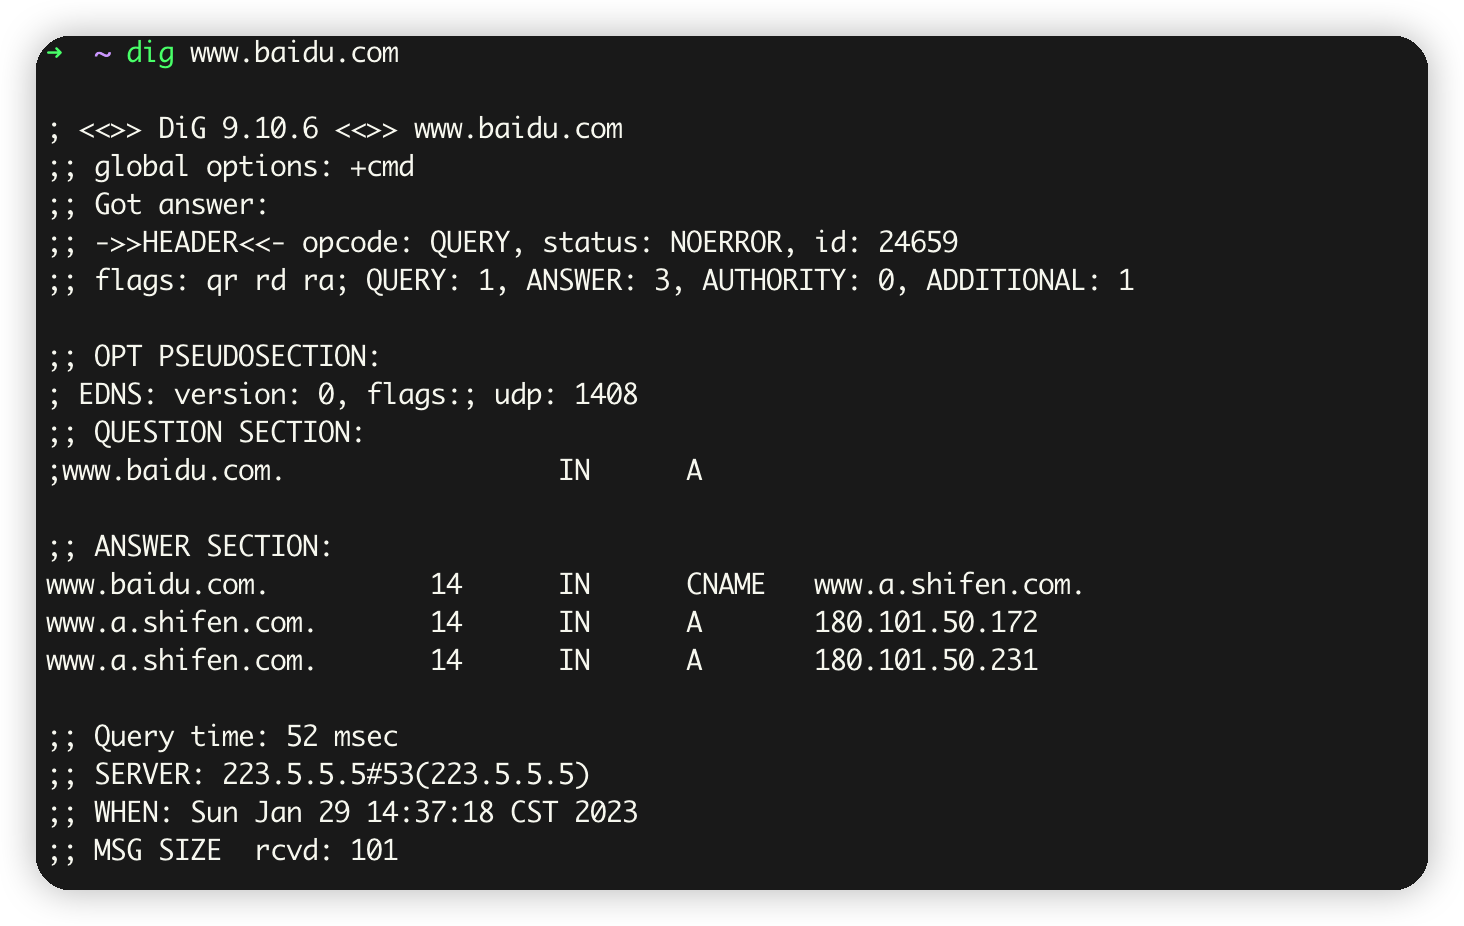 ➜  ~ dig www.baidu.com

; <<>> DiG 9.10.6 <<>> www.baidu.com
;; global options: +cmd
;; Got answer:
;; ->>HEADER<<- opcode: QUERY, status: NOERROR, id: 24659
;; flags: qr rd ra; QUERY: 1, ANSWER: 3, AUTHORITY: 0, ADDITIONAL: 1

;; OPT PSEUDOSECTION:
; EDNS: version: 0, flags:; udp: 1408
;; QUESTION SECTION:
;www.baidu.com.                 IN      A

;; ANSWER SECTION:
www.baidu.com.          14      IN      CNAME   www.a.shifen.com.
www.a.shifen.com.       14      IN      A       180.101.50.172
www.a.shifen.com.       14      IN      A       180.101.50.231

;; Query time: 52 msec
;; SERVER: 223.5.5.5#53(223.5.5.5)
;; WHEN: Sun Jan 29 14:37:18 CST 2023
;; MSG SIZE  rcvd: 101